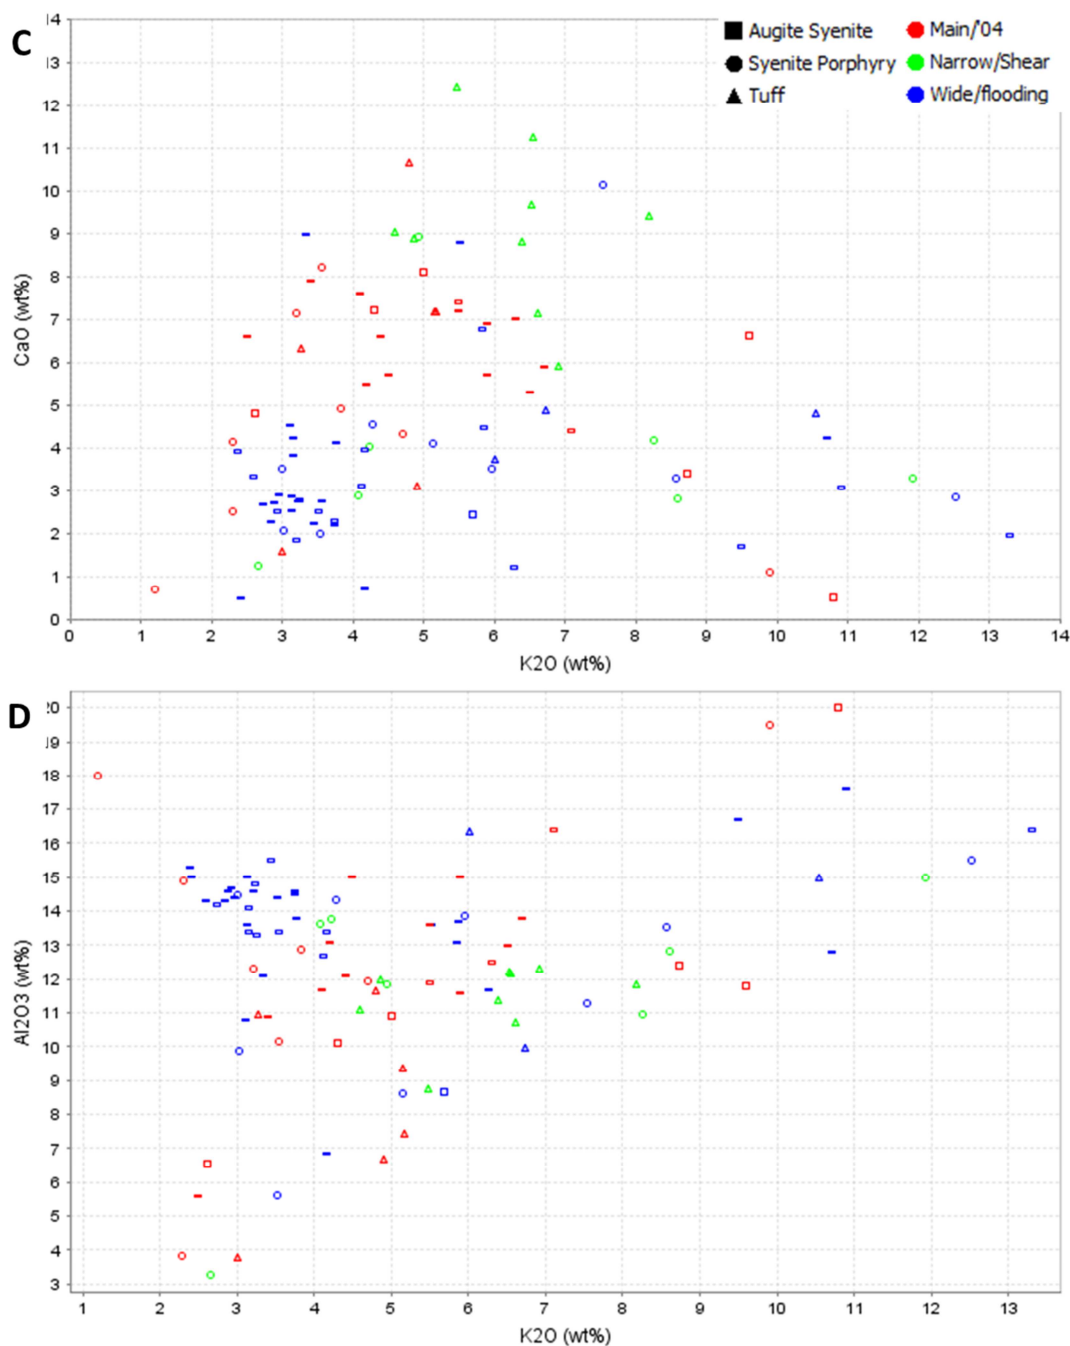 C
14
Augite Syenite
Main/'04
Syenite Porphyry
Narrow/Shear
Tuff
Wide/flooding
13
12
11
10
9
8
7
6
5
4
3
2
1
0
CaO (wt%)
0 1 2 3 4 5 6 7 8 9 10 11 12 13 14
K2O (wt%)
D
20
19
18
17
16
15
14
13
12
11
10
9
8
7
6
5
4
3
Al2O3 (wt%)
1 2 3 4 5 6 7 8 9 10 11 12 13
K2O (wt%)